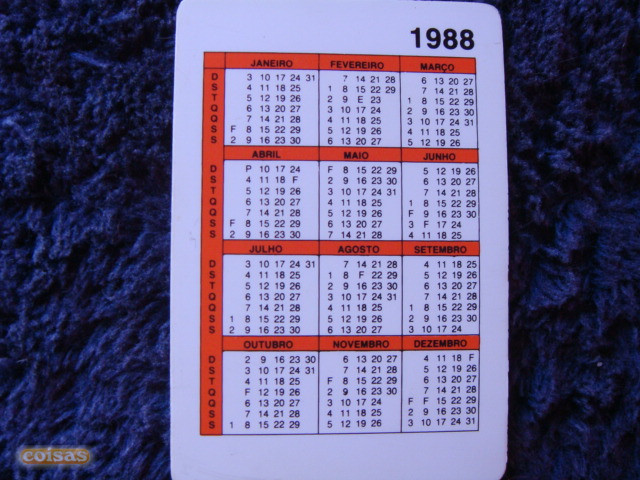 1988
JANEIRO FEVEREIRO MARÇO
D 3 10 17 24 31 7 14 21 28 6 13 20 27
S 4 11 18 25 1 8 15 22 29 7 14 21 28
T 5 12 19 26 2 9 E 23 1 8 15 22 29
Q 6 13 20 27 3 10 17 24 2 9 16 23 30
Q 7 14 21 28 4 11 18 25 3 10 17 24 31
S F 8 15 22 29 5 12 19 26 4 11 18 25
S 2 9 16 23 30 6 13 20 27 5 12 19 26
ABRIL MAIO JUNHO
D P 10 17 24 F 8 15 22 29 5 12 19 26
S 4 11 18 F 2 9 16 23 30 6 13 20 27
T 5 12 19 26 3 10 17 24 31 7 14 21 28
Q 6 13 20 27 4 11 18 25 1 8 15 22 29
Q 7 14 21 28 5 12 19 26 F 9 16 23 30
S F 8 15 22 29 6 13 20 27 3 F 17 24
S 2 9 16 23 30 7 14 21 28 4 11 18 25
JULHO AGOSTO SETEMBRO
D 3 10 17 24 31 7 14 21 28 4 11 18 25
S 4 11 18 25 1 8 F 22 29 5 12 19 26
T 5 12 19 26 2 9 16 23 30 6 13 20 27
Q 6 13 20 27 3 10 17 24 31 7 14 21 28
Q 7 14 21 28 4 11 18 25 1 8 15 22 29
S 1 8 15 22 29 5 12 19 26 2 9 16 23 30
S 2 9 16 23 30 6 13 20 27 3 10 17 24
OUTUBRO NOVEMBRO DEZEMBRO
D 2 9 16 23 30 6 13 20 27 4 11 18 F
S 3 10 17 24 31 7 14 21 28 5 12 19 26
T 4 11 18 25 F 8 15 22 29 6 13 20 27
Q F 12 19 26 2 9 16 23 30 7 14 21 28
Q 6 13 20 27 3 10 17 24 F F 15 22 29
S 7 14 21 28 4 11 18 25 2 9 16 23 30
S 1 8 15 22 29 5 12 19 26 3 10 17 24 31
coisas